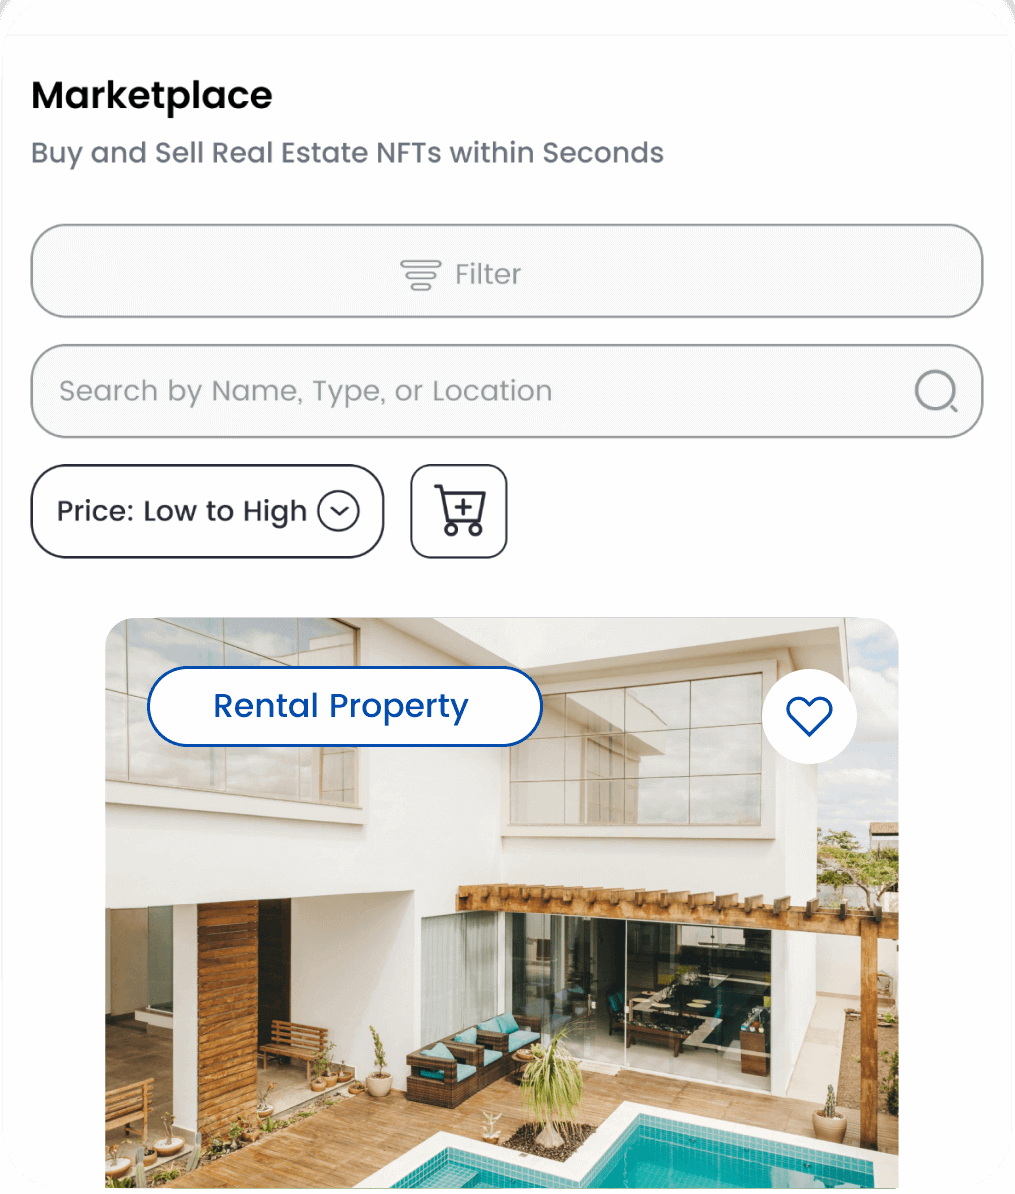 Marketplace
Buy and Sell Real Estate NFTs within Seconds
Filter
Search by Name, Type, or Location
Price: Low to High
Rental Property